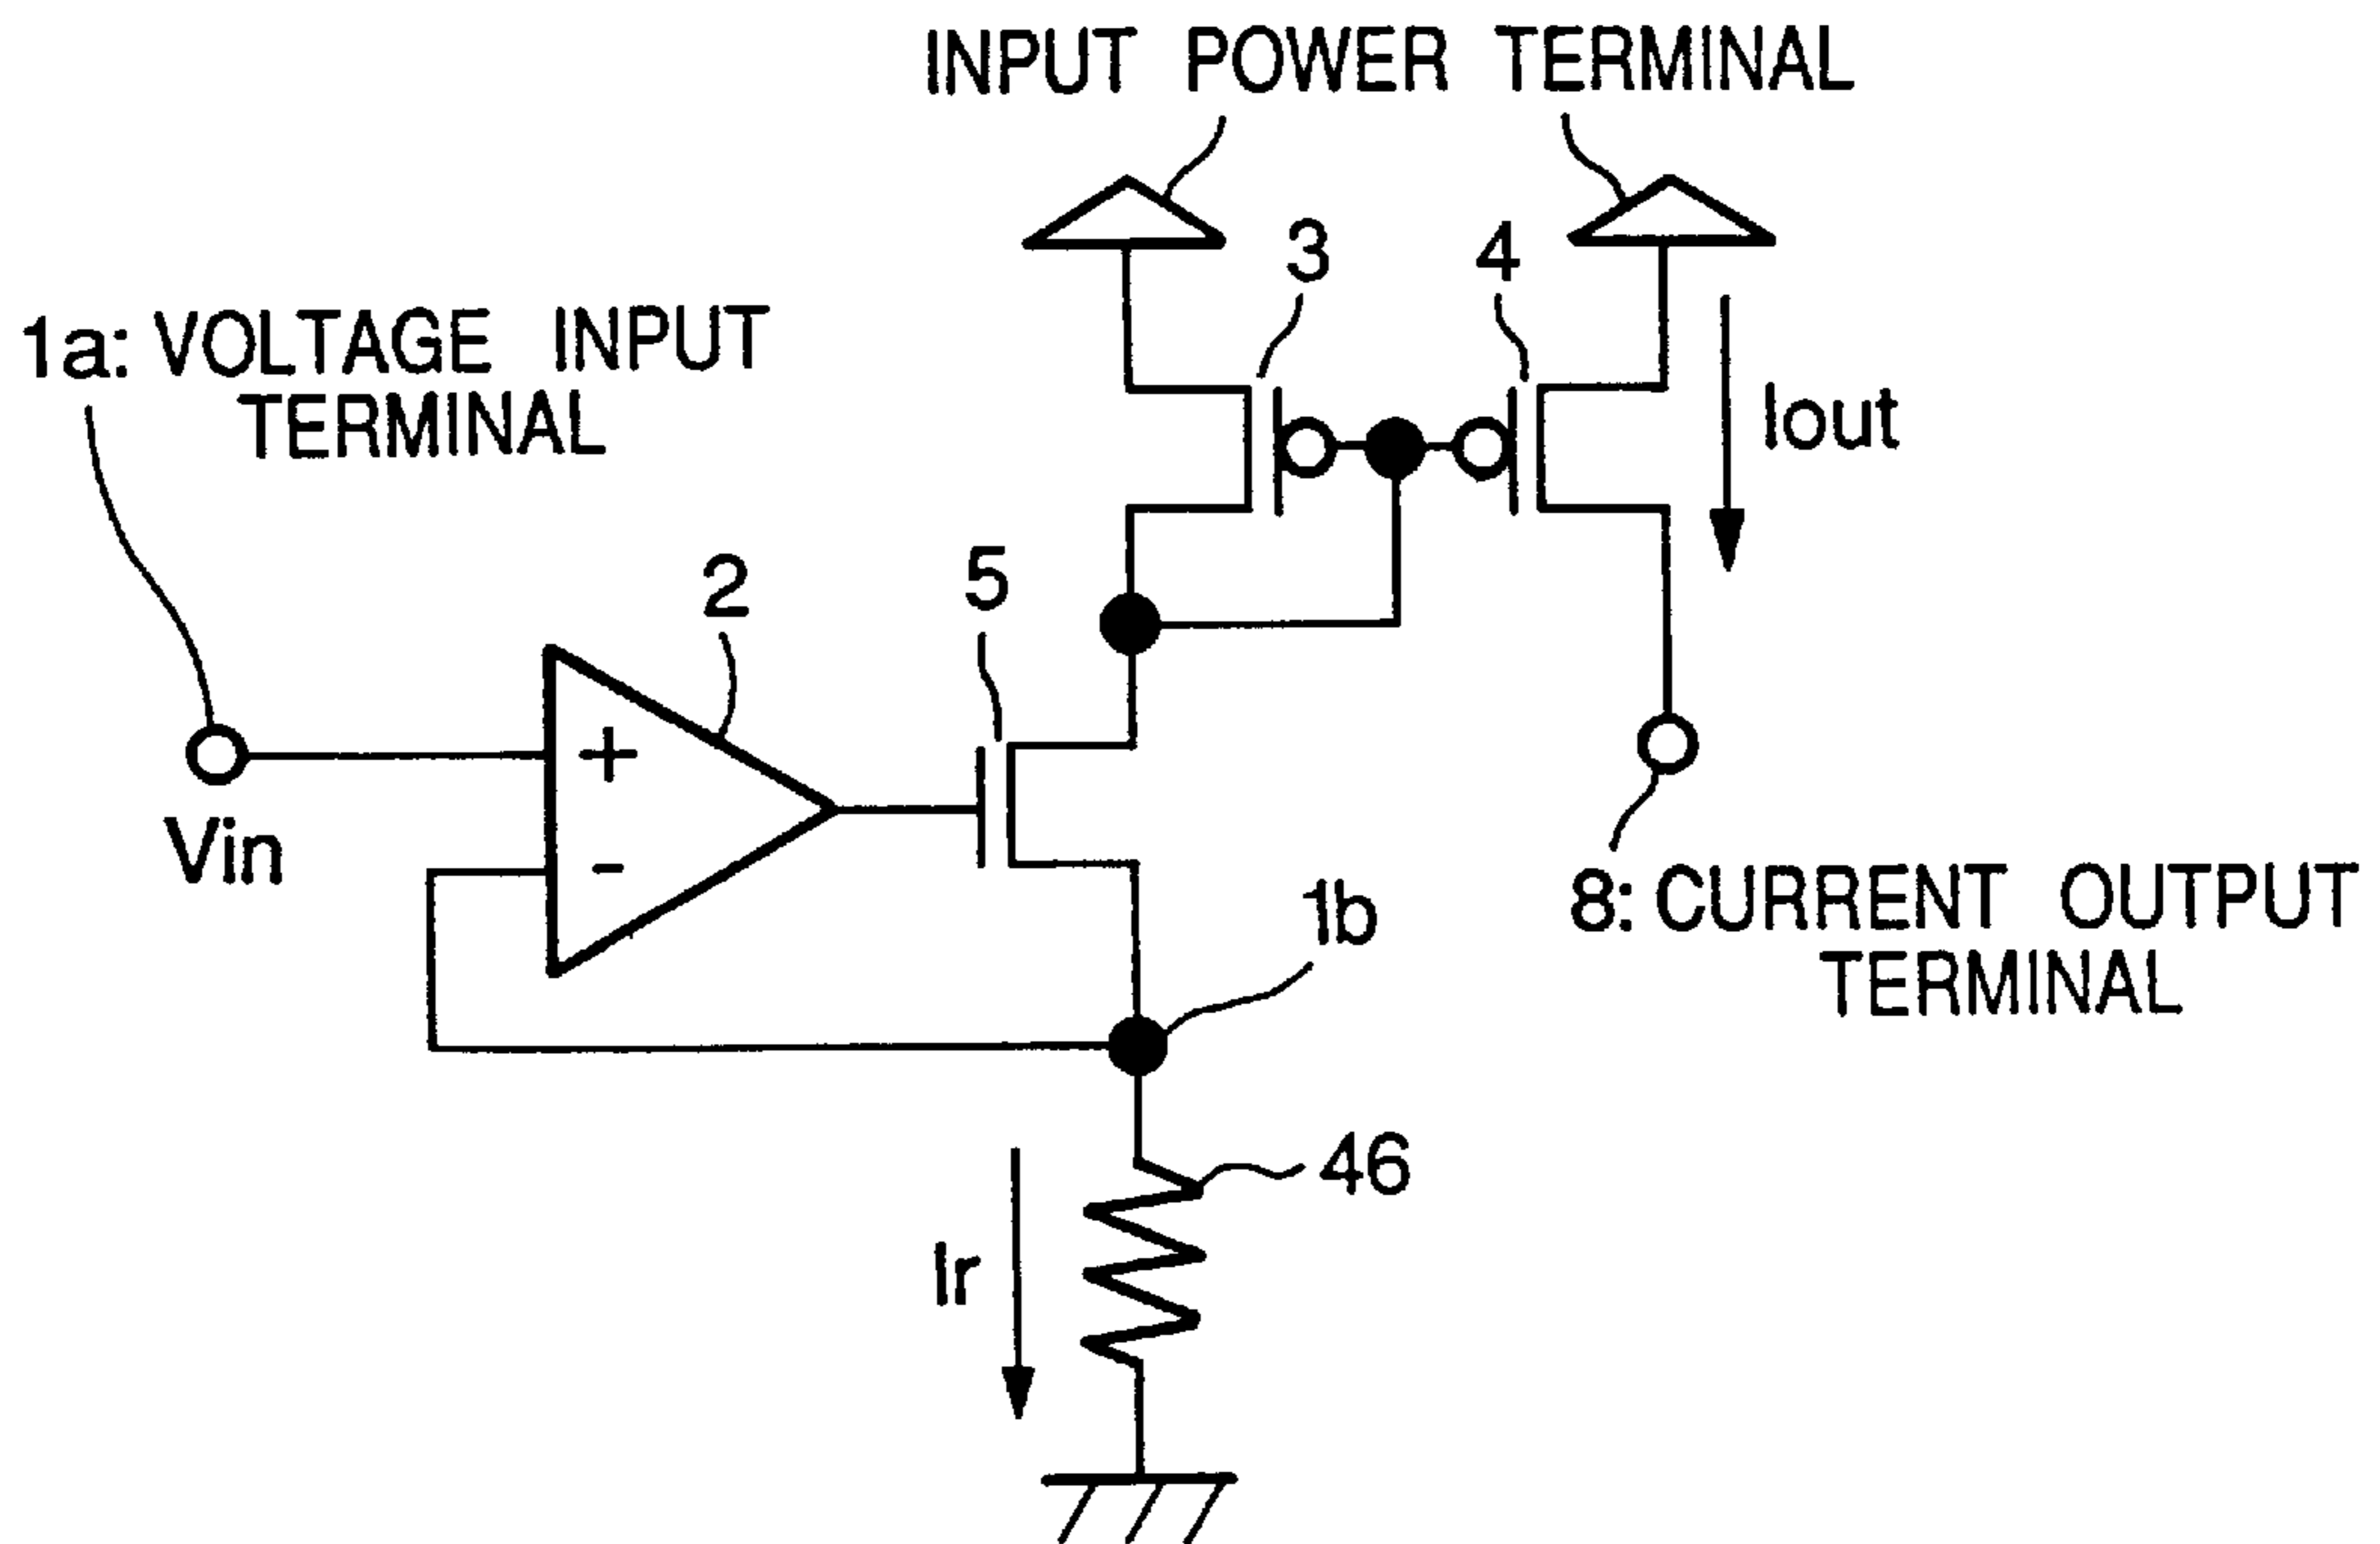 INPUT POWER TERMINAL
3
4
1a: VOLTAGE INPUT
TERMINAL
Iout
2
5
+
Vin
-
1b
8: CURRENT OUTPUT
TERMINAL
46
Ir